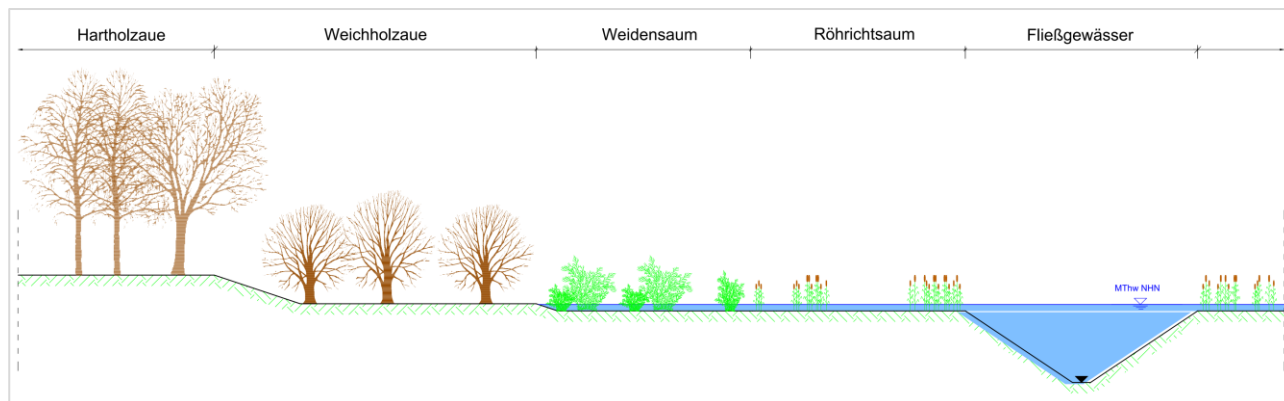 Hartholzaue
Weichholzaue
Weidensaum
Röhrichtsaum
Fließgewässer
MThw NHN